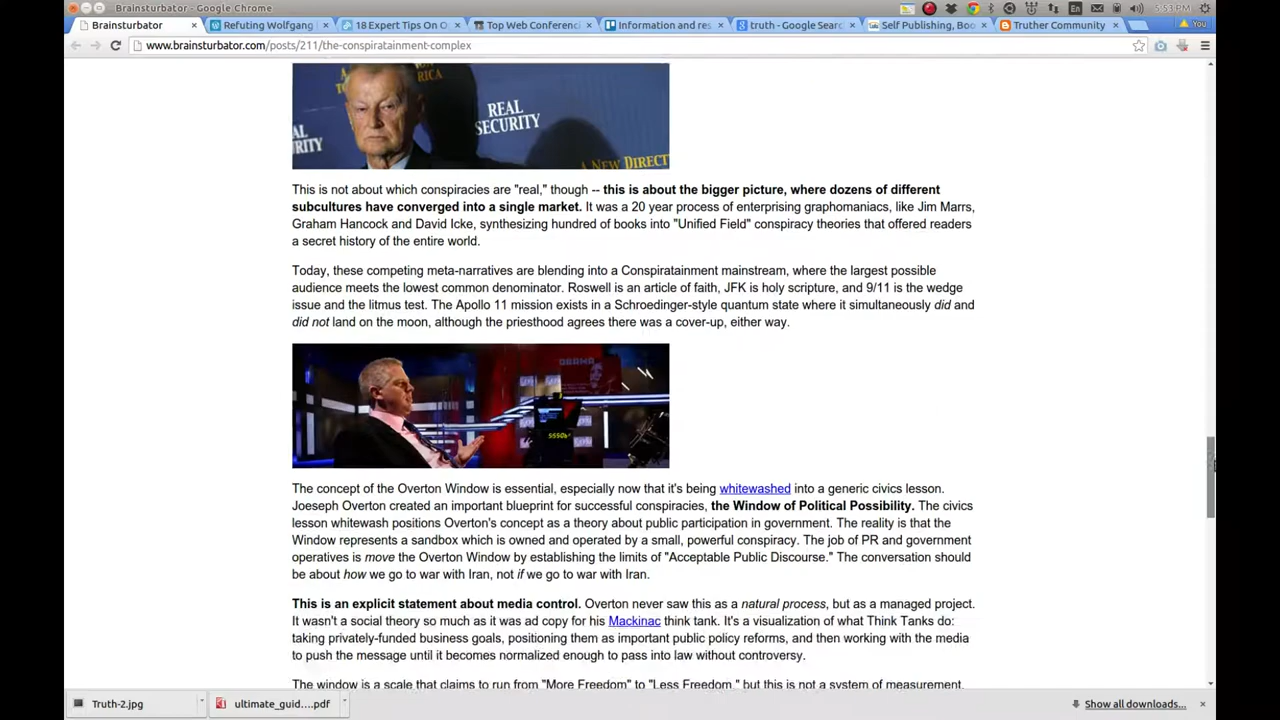 Brainsturbator - Google Chrome
5:53 PM
Brainsturbator
Refuting Wolfgang
18 Expert Tips On O
Top Web Conferenci
Information and res
truth - Google Sear
Self Publishing, Boo
Truther Community
You
www.brainsturbator.com/posts/211/the-conspiratainment-complex
A
TO
ICA
REAL
SECURITY
AL
RITY
A NEW DIRECT
This is not about which conspiracies are "real," though -- this is about the bigger picture, where dozens of different
subcultures have converged into a single market. It was a 20 year process of enterprising graphomaniacs, like Jim Marrs,
Graham Hancock and David Icke, synthesizing hundred of books into "Unified Field" conspiracy theories that offered readers
a secret history of the entire world.
Today, these competing meta-narratives are blending into a Conspiratainment mainstream, where the largest possible
audience meets the lowest common denominator. Roswell is an article of faith, JFK is holy scripture, and 9/11 is the wedge
issue and the litmus test. The Apollo 11 mission exists in a Schroedinger-style quantum state where it simultaneously did and
did not land on the moon, although the priesthood agrees there was a cover-up, either way.
OBAMA
The concept of the Overton Window is essential, especially now that it's being whitewashed into a generic civics lesson.
Joeseph Overton created an important blueprint for successful conspiracies, the Window of Political Possibility. The civics
lesson whitewash positions Overton's concept as a theory about public participation in government. The reality is that the
Window represents a sandbox which is owned and operated by a small, powerful conspiracy. The job of PR and government
operatives is move the Overton Window by establishing the limits of "Acceptable Public Discourse." The conversation should
be about how we go to war with Iran, not if we go to war with Iran.
This is an explicit statement about media control. Overton never saw this as a natural process, but as a managed project.
It wasn't a social theory so much as it was ad copy for his Mackinac think tank. It's a visualization of what Think Tanks do:
taking privately-funded business goals, positioning them as important public policy reforms, and then working with the media
to push the message until it becomes normalized enough to pass into law without controversy.
The window is a scale that claims to run from "More Freedom" to "Less Freedom," but this is not a system of measurement,
Truth-2.jpg
ultimate_guid....pdf
Show all downloads...